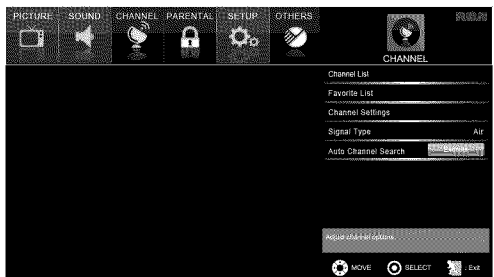 PICTURE SOUND CHANNEL PARENTAL SETUP OTHERS
CHANNEL
Channel List
Favorite List
Channel Settings
Signal Type Air
Auto Channel Search
Adjust channel options.
MOVE SELECT : Exit